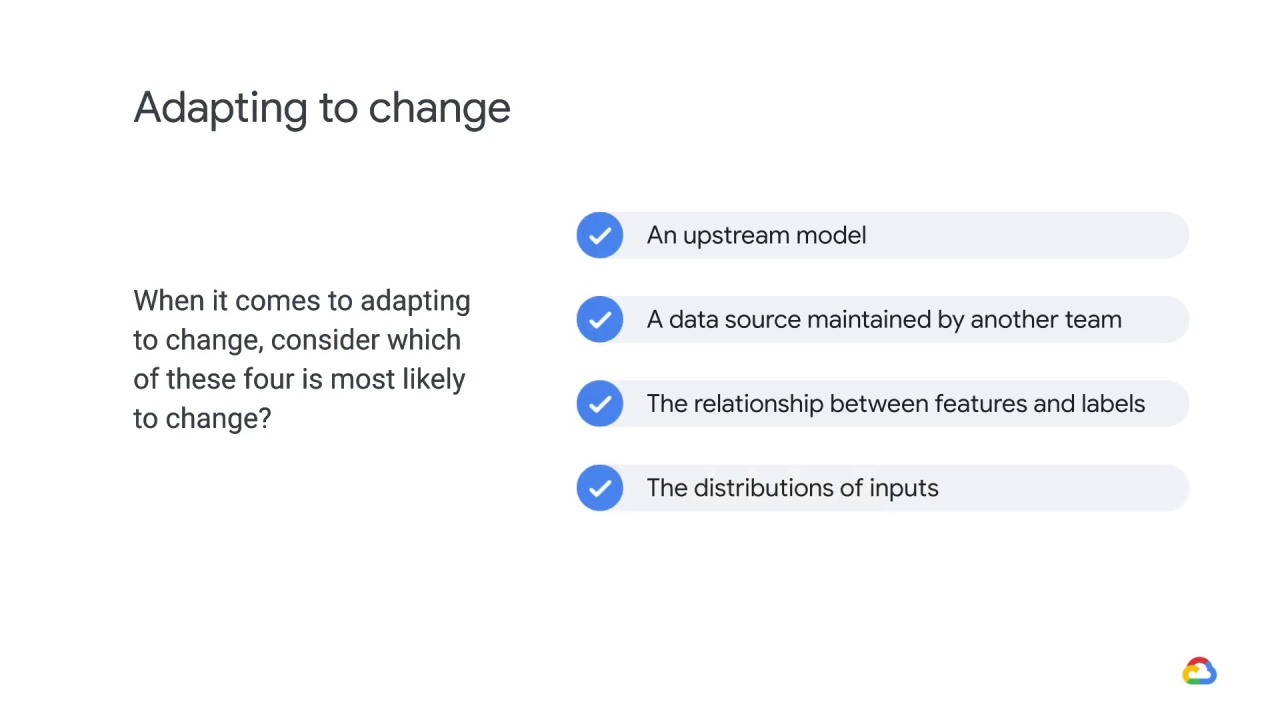 Adapting to change
When it comes to adapting
to change, consider which
of these four is most likely
to change?
An upstream model
A data source maintained by another team
The relationship between features and labels
The distributions of inputs